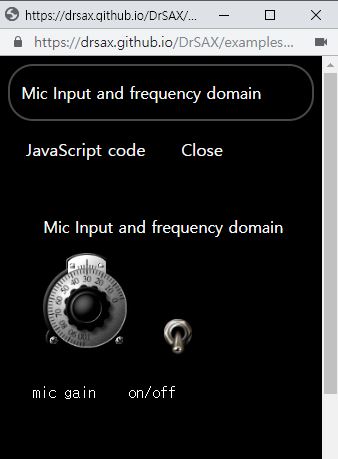 https://drsax.github.io/DrSAX/...
https://drsax.github.io/DrSAX/examples...
Mic Input and frequency domain
JavaScript code Close
Mic Input and frequency domain
mic gain on/off